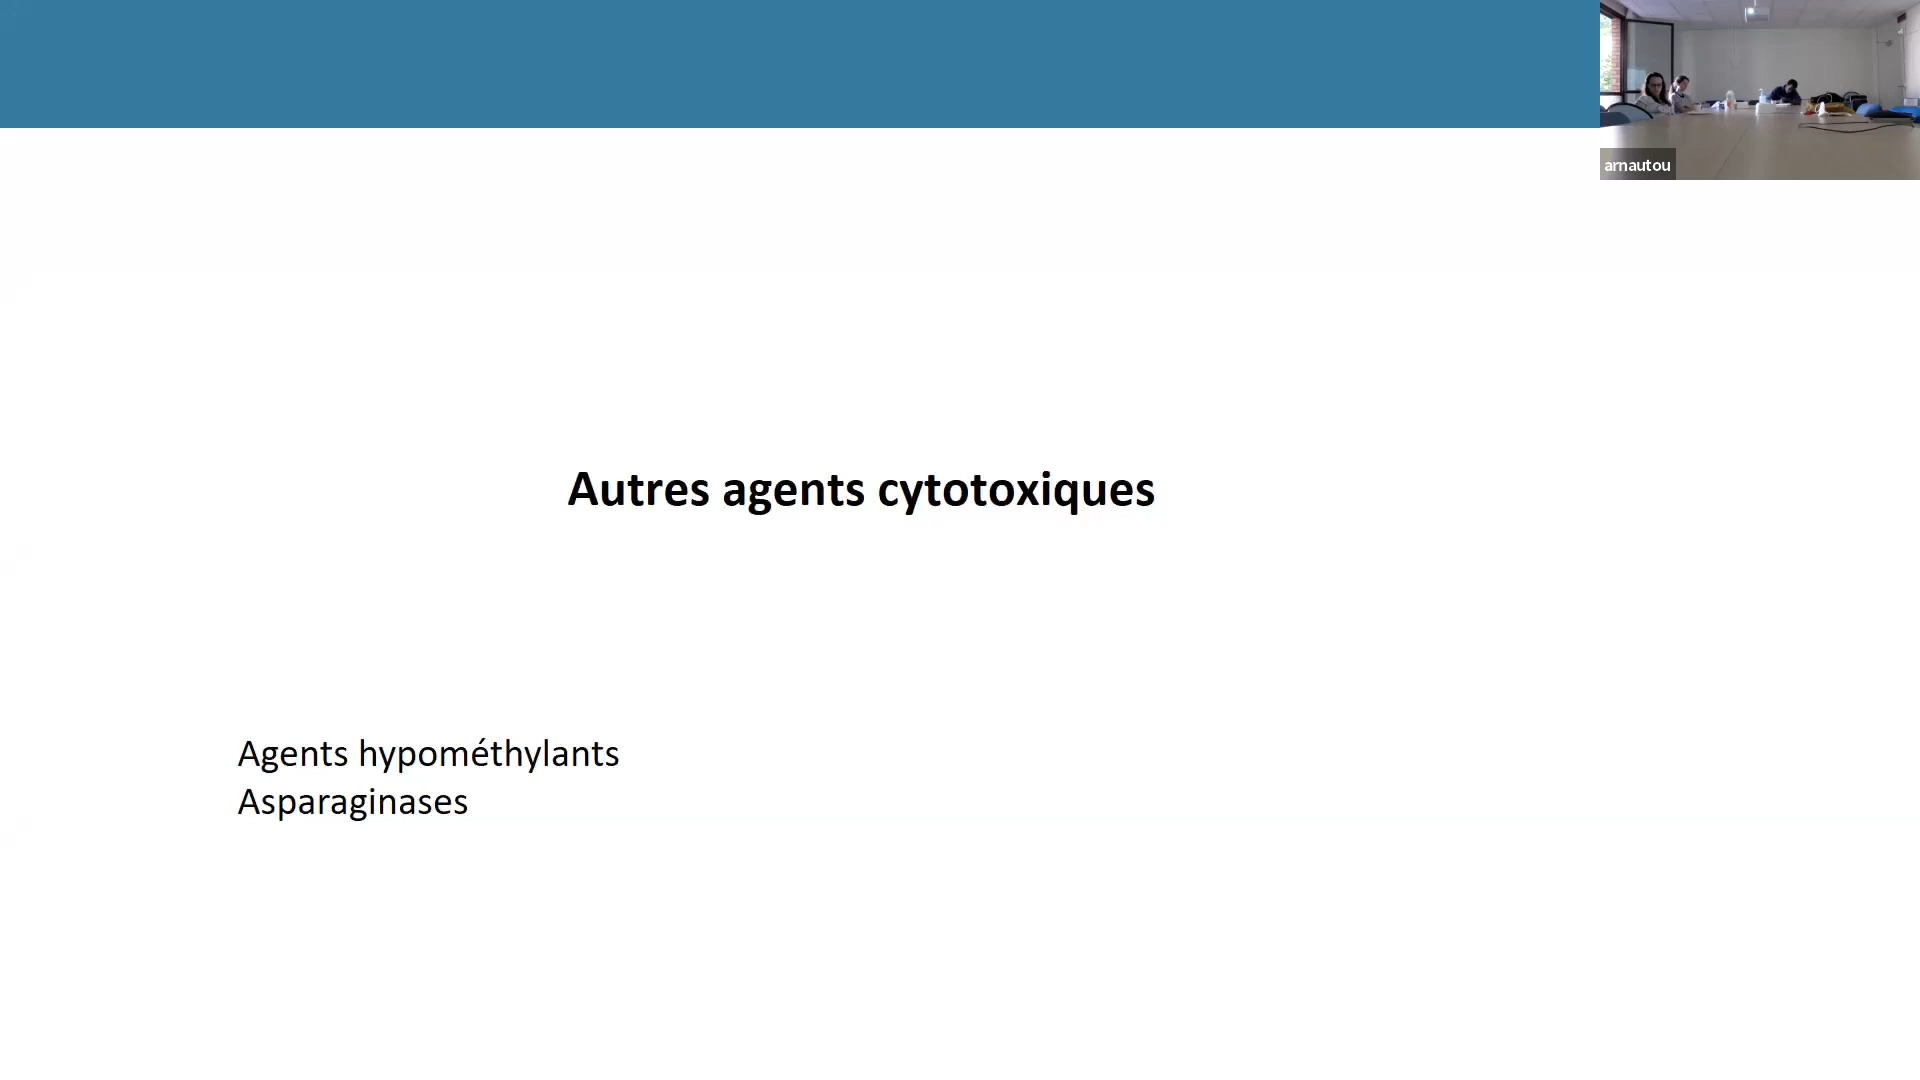 arnautou
Autres agents cytotoxiques
Agents hypométhylants
Asparaginases